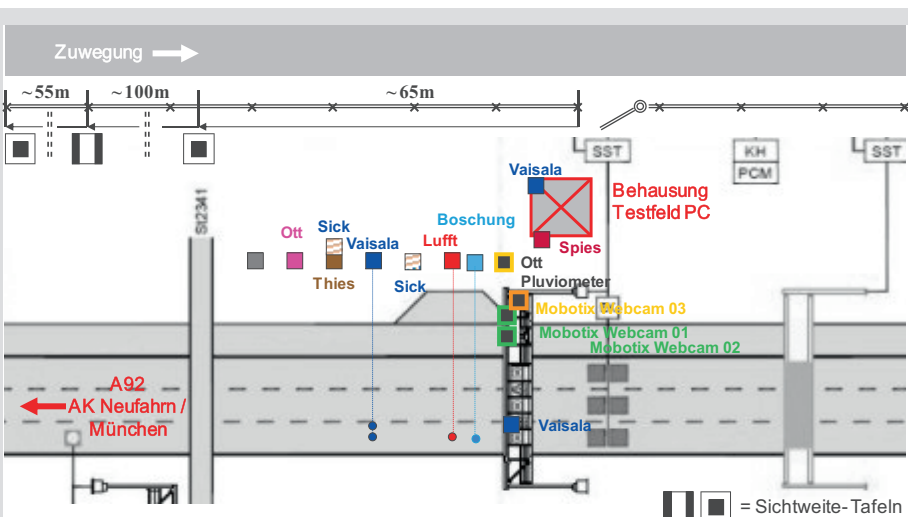 Zuwegung
~55m
~100m
~65m
SST
KH
PCM
SST
Vaisala
Behausung
Testfeld PC
St2341
Ott
Sick
Vaisala
Lufft
Boschung
Spies
Thies
Sick
Ott
Pluviometer
Mobotix Webcam 03
Mobotix Webcam 01
Mobotix Webcam 02
A92
AK Neufahrn /
München
Vaisala
= Sichtweite-Tafeln